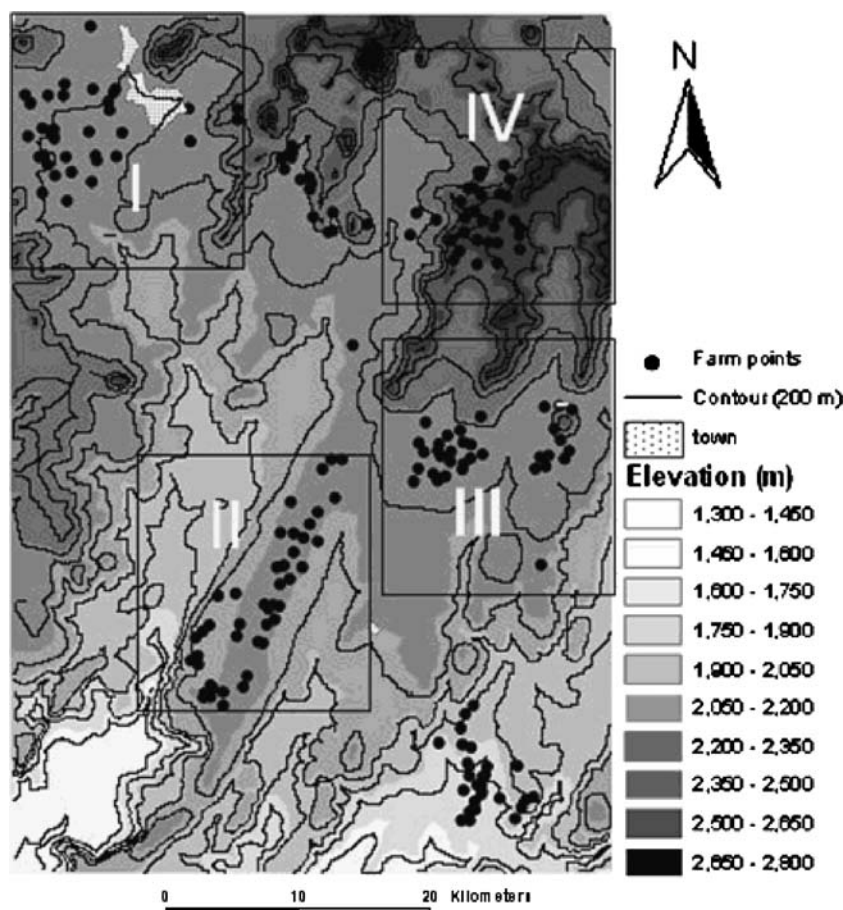 N
IV
I
II
III
Farm points
Contour (200 m)
town
Elevation (m)
1,300 - 1,450
1,450 - 1,600
1,600 - 1,750
1,750 - 1,900
1,900 - 2,050
2,050 - 2,200
2,200 - 2,350
2,350 - 2,500
2,500 - 2,650
2,650 - 2,800
0 10 20 Kilometers